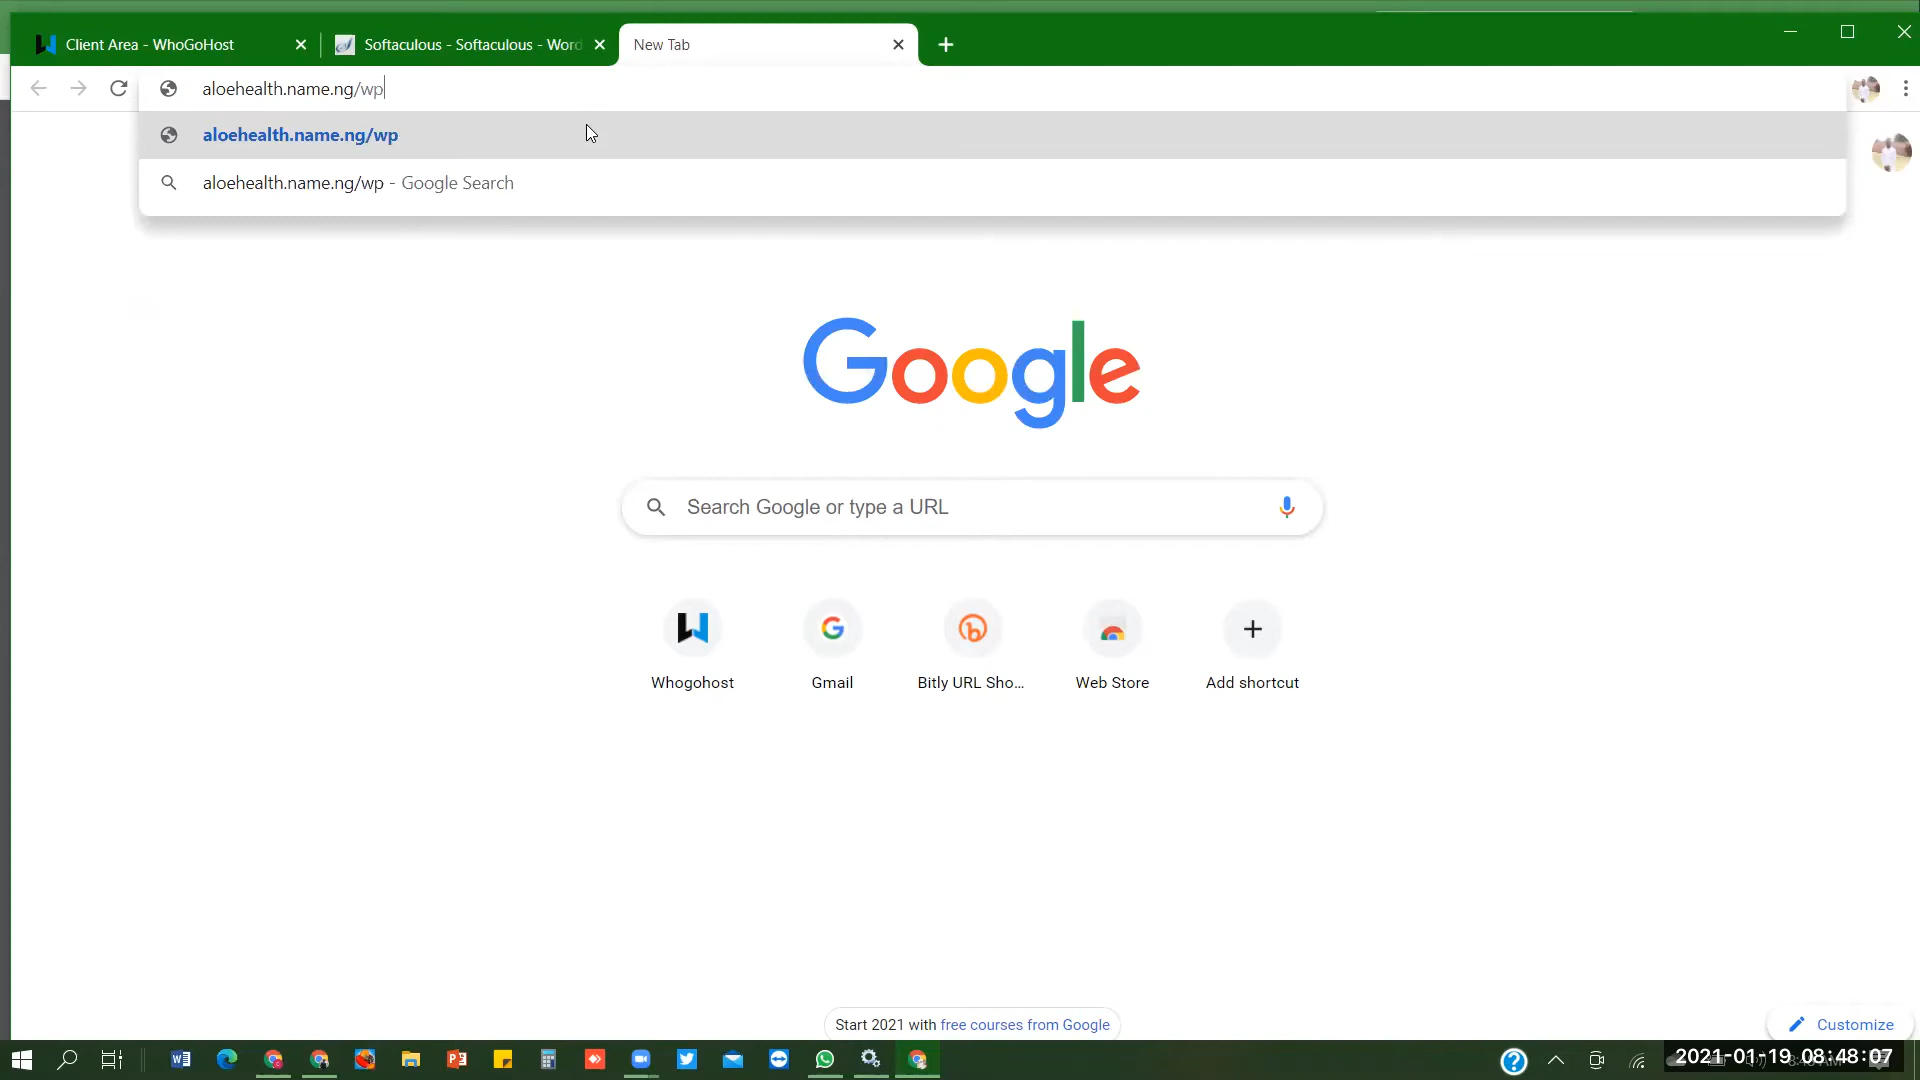 Client Area - WhoGoHost
Softaculous - Softaculous - Word
New Tab
aloehealth.name.ng/wp
aloehealth.name.ng/wp
aloehealth.name.ng/wp - Google Search
Google
Search Google or type a URL
Whogohost
Gmail
Bitly URL Sho...
Web Store
Add shortcut
Start 2021 with free courses from Google
Customize
2021-01-19 08:48:07